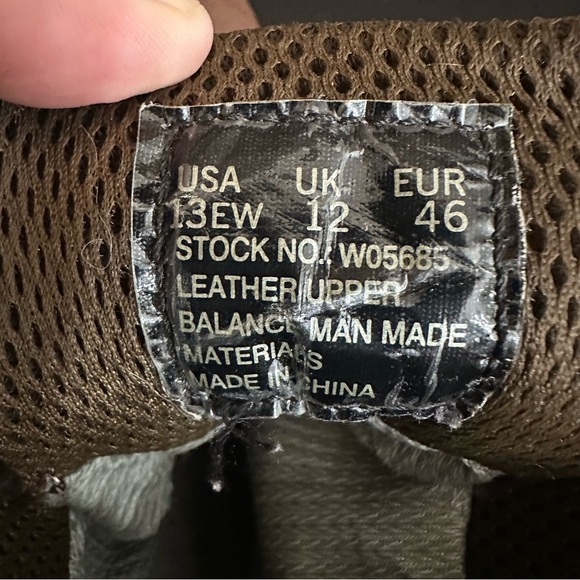 USA UK EUR
13EW 12 46
STOCK NO.: W05685
LEATHER UPPER
BALANCE MAN MADE
MATERIALS
MADE IN CHINA